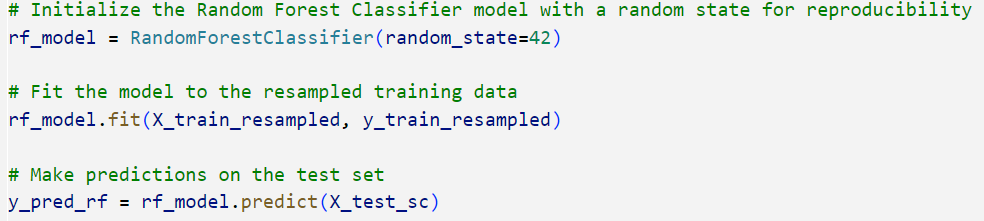 # Initialize the Random Forest Classifier model with a random state for reproducibility
rf_model = RandomForestClassifier(random_state=42)
# Fit the model to the resampled training data
rf_model.fit(X_train_resampled, y_train_resampled)
# Make predictions on the test set
y_pred_rf = rf_model.predict(X_test_sc)